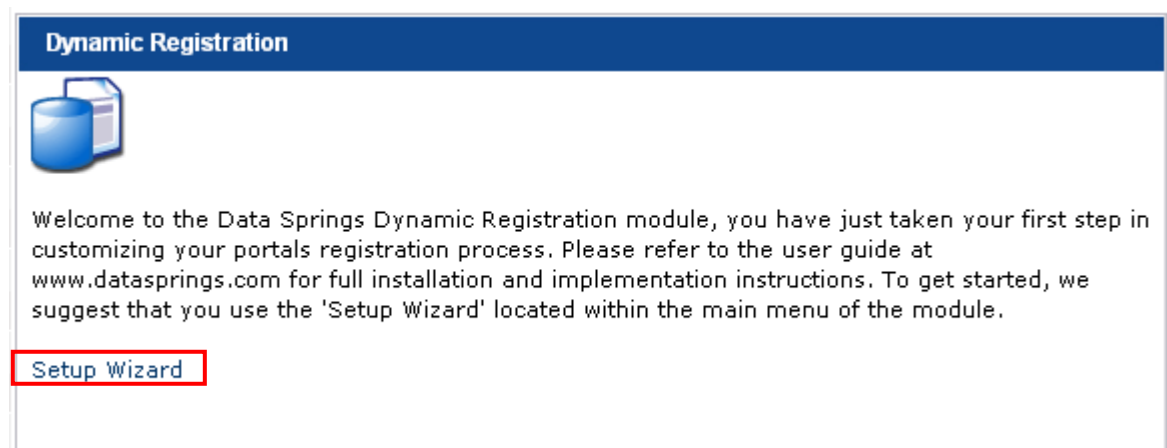 Dynamic Registration
Welcome to the Data Springs Dynamic Registration module, you have just taken your first step in
customizing your portals registration process. Please refer to the user guide at
www.datasprings.com for full installation and implementation instructions. To get started, we
suggest that you use the 'Setup Wizard' located within the main menu of the module.
Setup Wizard